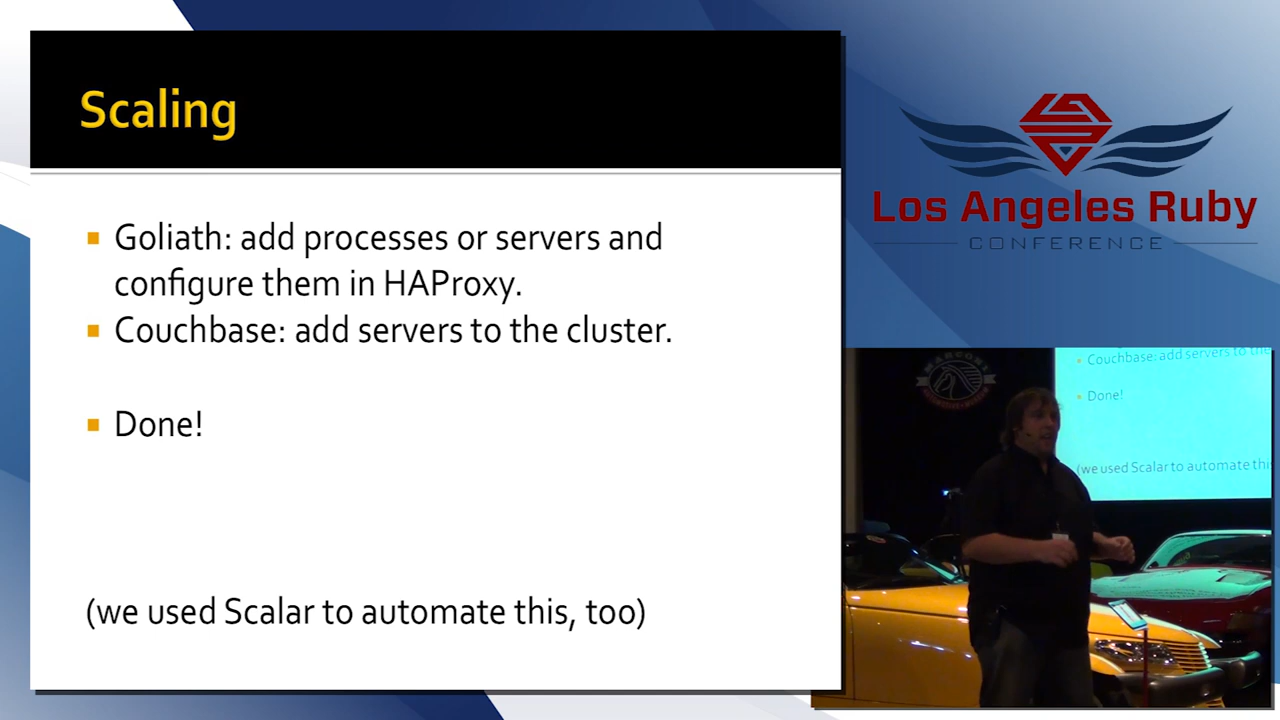 Scaling
Goliath: add processes or servers and
configure them in HAProxy.
Couchbase: add servers to the cluster.
Done!
(we used Scalar to automate this, too)
Los Angeles Ruby
CONFERENCE
MARCONI
Couchbase: add servers to the
Done!
(we used Scalar to automate this